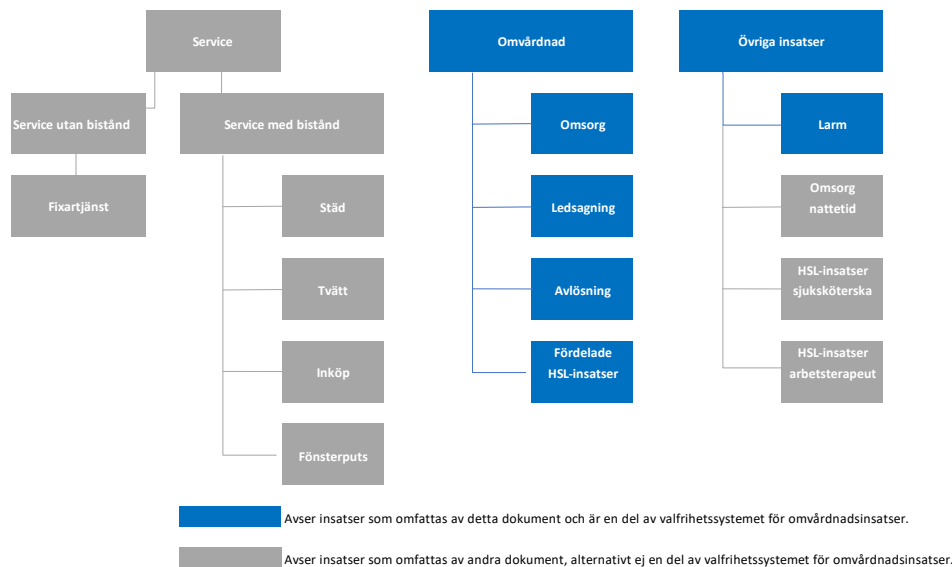 Service
Service utan bistånd
Fixartjänst
Service med bistånd
Städ
Tvätt
Inköp
Fönsterputs
Omvårdnad
Omsorg
Ledsagning
Avlösning
Fördelade
HSL-insatser
Övriga insatser
Larm
Omsorg
nattetid
HSL-insatser
sjuksköterska
HSL-insatser
arbetsterapeut
Avser insatser som omfattas av detta dokument och är en del av valfrihetssystemet för omvårdnadsinsatser.
Avser insatser som omfattas av andra dokument, alternativt ej en del av valfrihetssystemet för omvårdnadsinsatser.